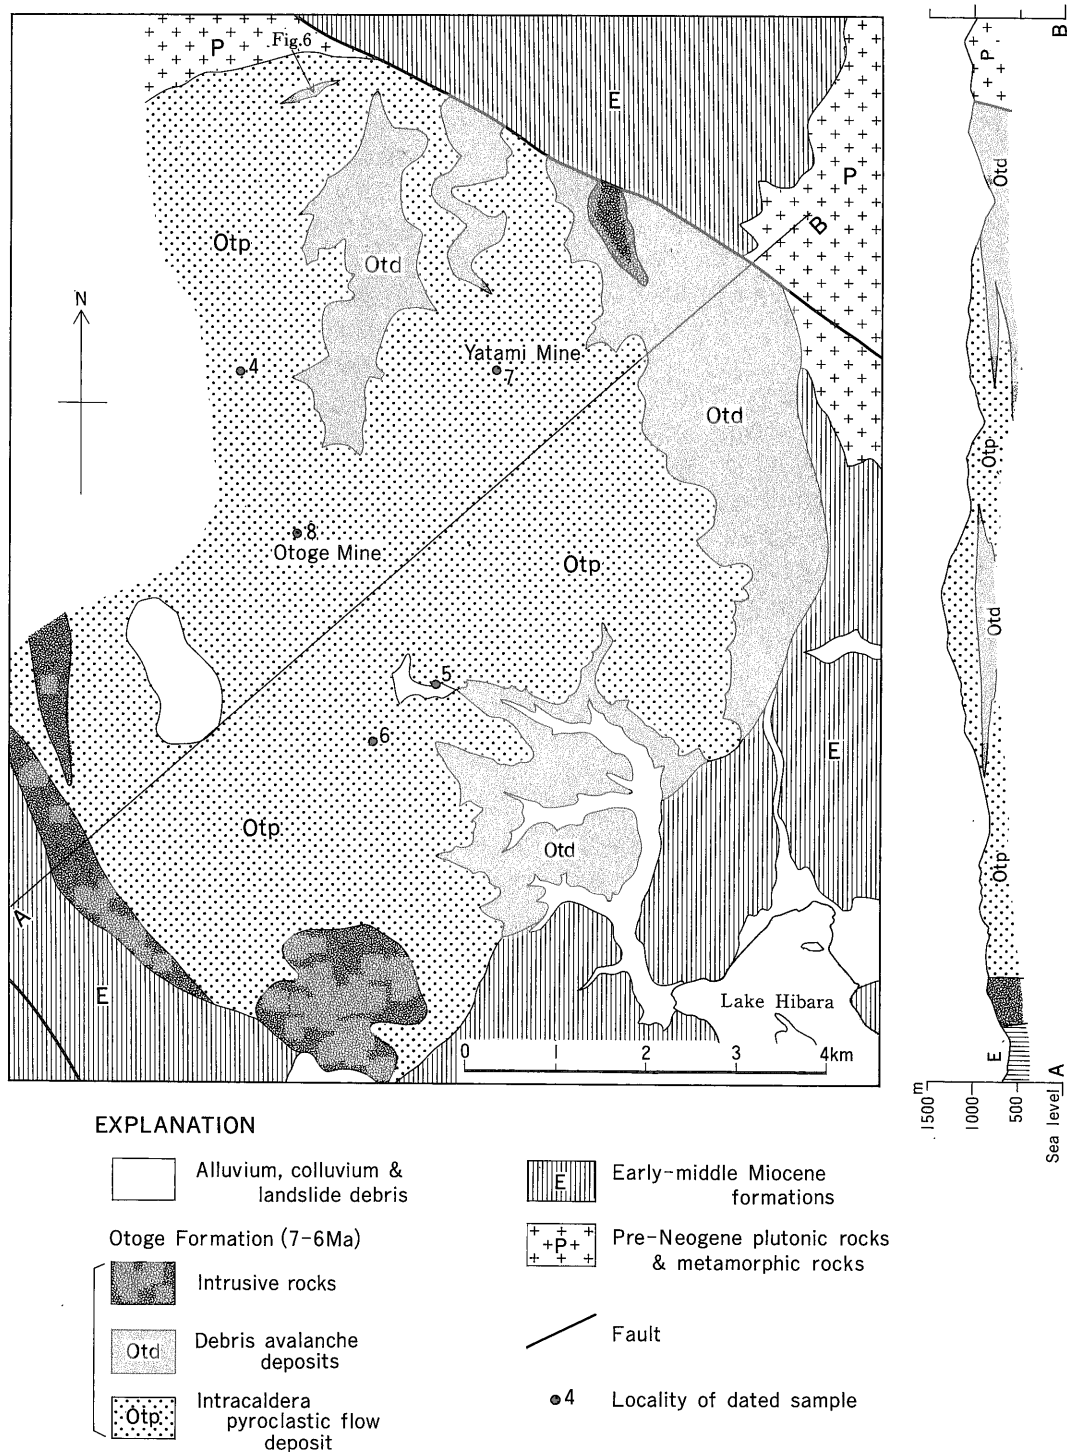 P
Fig.6
E
P
B
Otp
Otd
N
Yatami Mine
7
4
Otd
8
Otoge Mine
Otp
5
6
E
Otp
Otd
A
E
Lake Hibara
0 1 2 3 4km
B
P
Otd
Otp
Otd
Otp
E
A
1500m
1000
500
Sea level
EXPLANATION
Alluvium, colluvium &
landslide debris
Otoge Formation (7-6Ma)
Intrusive rocks
Otd
Debris avalanche
deposits
Otp
Intracaldera
pyroclastic flow
deposit
E
Early-middle Miocene
formations
P
Pre-Neogene plutonic rocks
& metamorphic rocks
Fault
4
Locality of dated sample